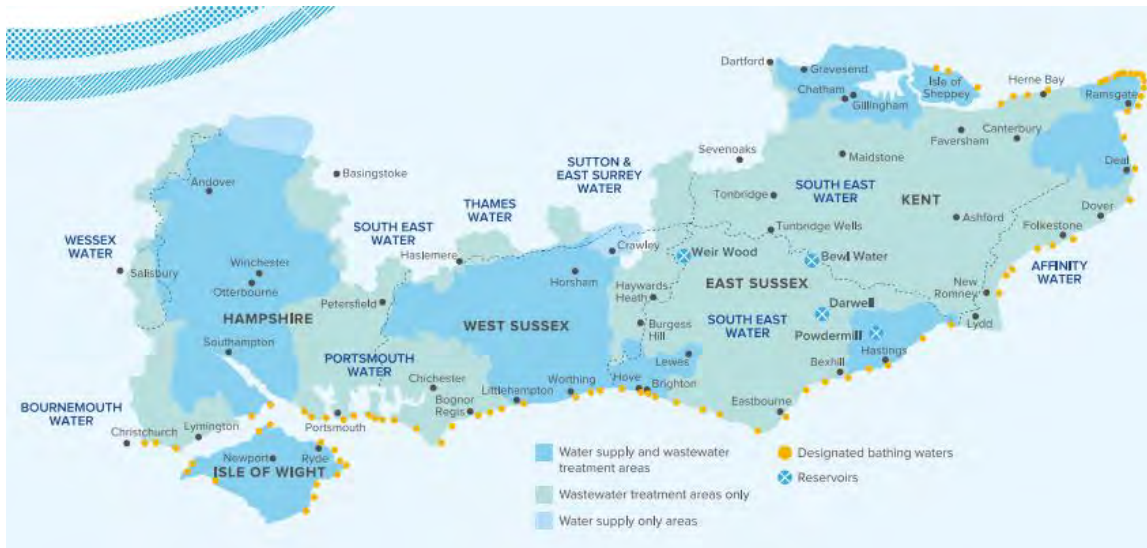 Dartford
Gravesend
Isle of
Sheppey
Herne Bay
Chatham
Gillingham
Ramsgate
Faversham
Canterbury
Sevenoaks
Maidstone
SUTTON &
EAST SURREY
WATER
Basingstoke
Deal
Andover
Tonbridge
SOUTH EAST
WATER
KENT
THAMES
WATER
Dover
Ashford
Folkestone
SOUTH EAST
WATER
Tunbridge Wells
WESSEX
WATER
Crawley
Haslemere
Weir Wood
Bewl Water
AFFINITY
WATER
Salisbury
Winchester
Otterbourne
Horsham
Haywards
Heath
EAST SUSSEX
New
Romney
Petersfield
Darwell
Lydd
HAMPSHIRE
WEST SUSSEX
Burgess
Hill
SOUTH EAST
WATER
Powdermill
Southampton
PORTSMOUTH
WATER
Lewes
Hastings
Bexhill
Chichester
Littlehampton
Worthing
Hove
Brighton
Bognor
Regis
Eastbourne
BOURNEMOUTH
WATER
Christchurch
Lymington
Portsmouth
Newport
Ryde
ISLE OF WIGHT
Water supply and wastewater
treatment areas
Wastewater treatment areas only
Water supply only areas
Designated bathing waters
Reservoirs